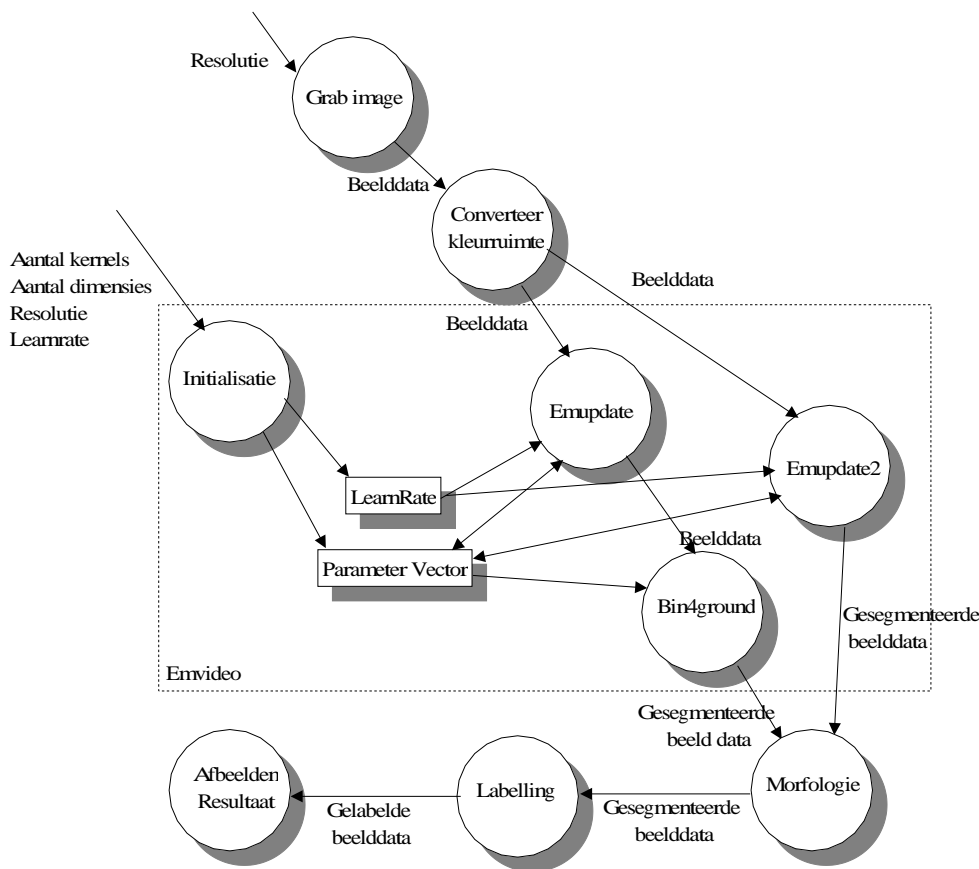 Resolutie
Grab image
Beelddata
Converteer
kleurruimte
Aantal kernels
Aantal dimensies
Resolutie
Learnrate
Beelddata
Beelddata
Initialisatie
Emupdate
Emupdate2
LearnRate
Beelddata
Parameter Vector
Bin4ground
Gesegmenteerde
beelddata
Emvideo
Gesegmenteerde
beeld data
Afbeelden
Resultaat
Labelling
Morfologie
Gelabelde
beelddata
Gesegmenteerde
beelddata